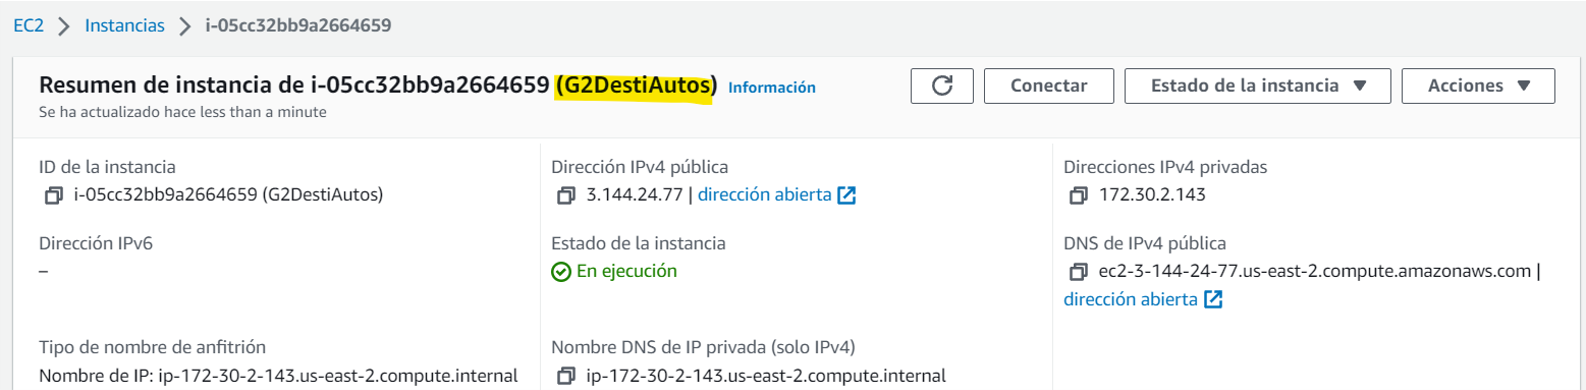 EC2 > Instancias > i-05cc32bb9a2664659
Resumen de instancia de i-05cc32bb9a2664659 (G2DestiAutos) Información
Se ha actualizado hace less than a minute
Conectar
Estado de la instancia
Acciones
ID de la instancia
i-05cc32bb9a2664659 (G2DestiAutos)
Dirección IPv4 pública
3.144.24.77 | dirección abierta
Direcciones IPv4 privadas
172.30.2.143
Dirección IPv6
–
Estado de la instancia
En ejecución
DNS de IPv4 pública
ec2-3-144-24-77.us-east-2.compute.amazonaws.com |
dirección abierta
Tipo de nombre de anfitrión
Nombre de IP: ip-172-30-2-143.us-east-2.compute.internal
Nombre DNS de IP privada (solo IPv4)
ip-172-30-2-143.us-east-2.compute.internal